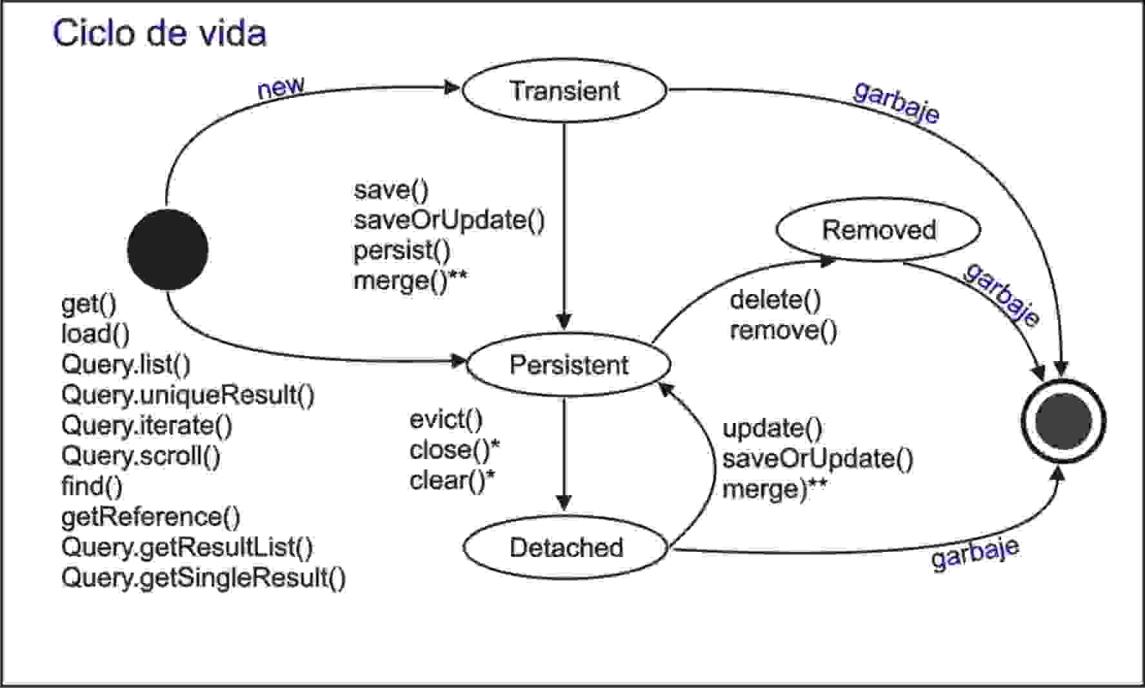 Ciclo de vida
new
Transient
garbaje
save()
saveOrUpdate()
persist()
merge()**
Removed
garbaje
delete()
remove()
get()
load()
Query.list()
Query.uniqueResult()
Query.iterate()
Query.scroll()
find()
getReference()
Query.getResultList()
Query.getSingleResult()
Persistent
evict()
close()*
clear()*
update()
saveOrUpdate()
merge)**
Detached
garbaje